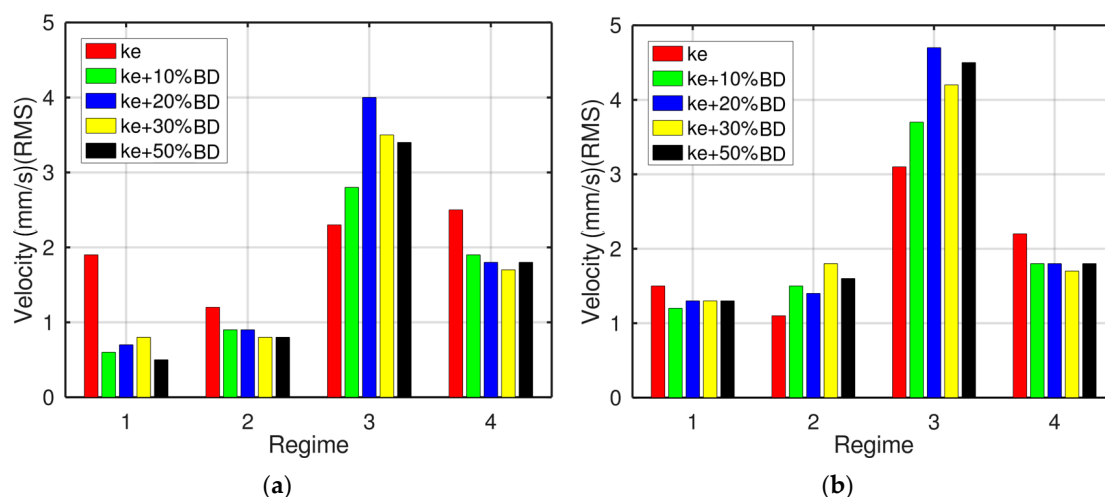 5
4
3
2
1
0
Velocity (mm/s)(RMS)
ke
ke+10%BD
ke+20%BD
ke+30%BD
ke+50%BD
1 2 3 4
Regime
(a)
5
4
3
2
1
0
Velocity (mm/s)(RMS)
ke
ke+10%BD
ke+20%BD
ke+30%BD
ke+50%BD
1 2 3 4
Regime
(b)